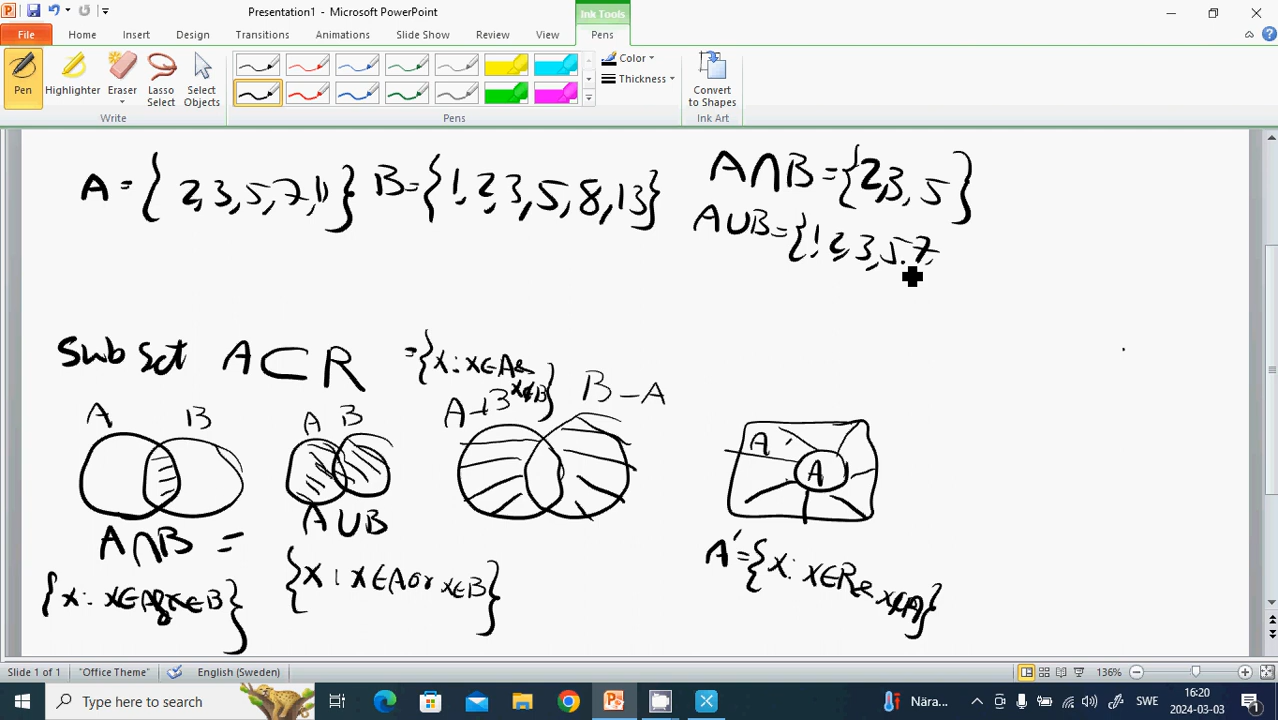 Presentation1 - Microsoft PowerPoint
Ink Tools
File Home Insert Design Transitions Animations Slide Show Review View Pens
Pen Highlighter Eraser Lasso Select Select Objects
Color
Thickness
Convert to Shapes
Write Pens Ink Art
A = { 2, 3, 5, 7, 11 } B = { 1, 2, 3, 5, 8, 13 } A∩B = { 2, 3, 5 }
A∪B = { 1, 2, 3, 5. 7,
Subset A ⊂ R = { x : x ∈ A &
x ∉ B }
A - B B - A
A B A B
A' A
A∩B = A∪B
{ x : x ∈ A & x ∈ B } { x : x ∈ A or x ∈ B } A' = { x : x ∈ R & x ∉ A }
Slide 1 of 1 "Office Theme" English (Sweden) 136%
Type here to search Nära... SWE 16:20
2024-03-03